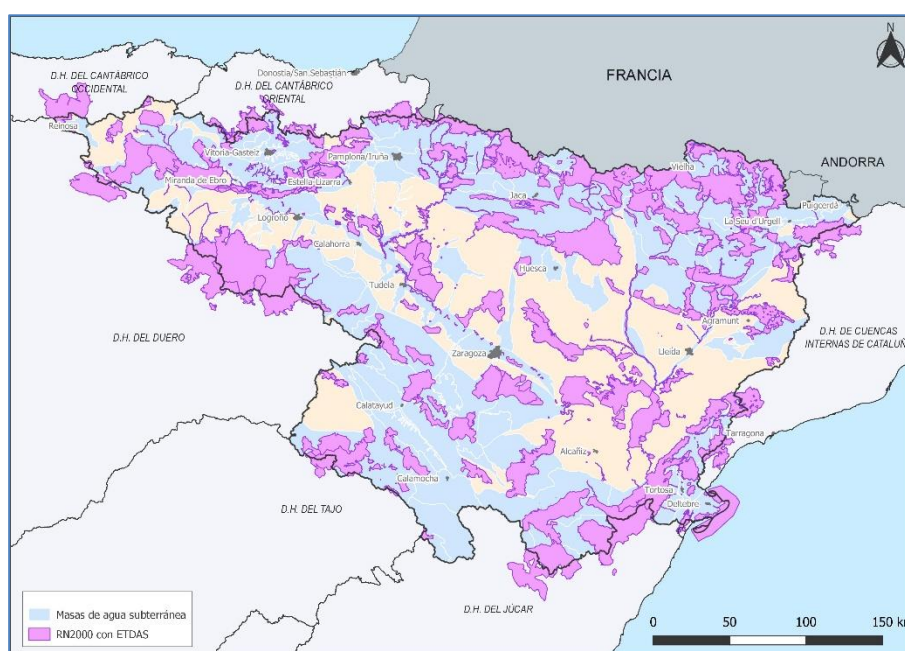 N
Donostia/San Sebastián
D.H. DEL CANTÁBRICO
OCCIDENTAL
D.H. DEL CANTÁBRICO
ORIENTAL
FRANCIA
ANDORRA
Reinosa
Vitoria-Gasteiz
Pamplona/Iruña
Vielha
Miranda de Ebro
Estella-Lizarra
Jaca
Puigcerdà
La Seu d'Urgell
Logroño
Calahorra
Huesca
Tudela
Agramunt
D.H. DEL DUERO
Zaragoza
Lleida
D.H. DE CUENCAS
INTERNAS DE CATALUÑ
Calatayud
Tarragona
Alcañiz
Calamocha
Tortosa
Deltebre
D.H. DEL TAJO
D.H. DEL JÚCAR
Masas de agua subterránea
RN2000 con ETDAS
0 50 100 150 km